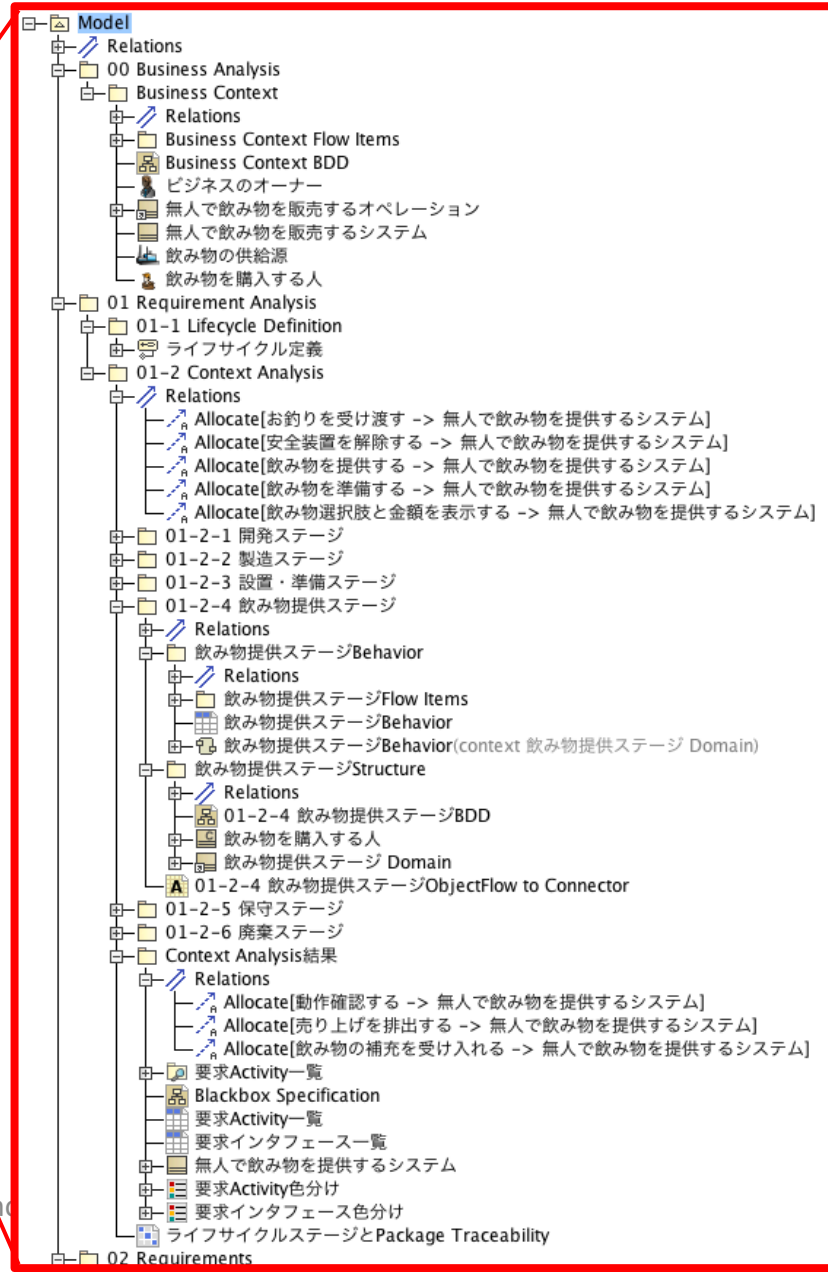 Model
Relations
00 Business Analysis
Business Context
Relations
Business Context Flow Items
Business Context BDD
ビジネスのオーナー
無人で飲み物を販売するオペレーション
無人で飲み物を販売するシステム
飲み物の供給源
飲み物を購入する人
01 Requirement Analysis
01-1 Lifecycle Definition
ライフサイクル定義
01-2 Context Analysis
Relations
Allocate[お釣りを受け渡す -> 無人で飲み物を提供するシステム]
Allocate[安全装置を解除する -> 無人で飲み物を提供するシステム]
Allocate[飲み物を提供する -> 無人で飲み物を提供するシステム]
Allocate[飲み物を準備する -> 無人で飲み物を提供するシステム]
Allocate[飲み物選択肢と金額を表示する -> 無人で飲み物を提供するシステム]
01-2-1 開発ステージ
01-2-2 製造ステージ
01-2-3 設置・準備ステージ
01-2-4 飲み物提供ステージ
Relations
飲み物提供ステージBehavior
Relations
飲み物提供ステージFlow Items
飲み物提供ステージBehavior
飲み物提供ステージBehavior(context 飲み物提供ステージ Domain)
飲み物提供ステージStructure
Relations
01-2-4 飲み物提供ステージBDD
飲み物を購入する人
飲み物提供ステージ Domain
01-2-4 飲み物提供ステージObjectFlow to Connector
01-2-5 保守ステージ
01-2-6 廃棄ステージ
Context Analysis結果
Relations
Allocate[動作確認する -> 無人で飲み物を提供するシステム]
Allocate[売り上げを排出する -> 無人で飲み物を提供するシステム]
Allocate[飲み物の補充を受け入れる -> 無人で飲み物を提供するシステム]
要求Activity一覧
Blackbox Specification
要求Activity一覧
要求インタフェース一覧
無人で飲み物を提供するシステム
要求Activity色分け
要求インタフェース色分け
ライフサイクルステージとPackage Traceability
02 Requirements